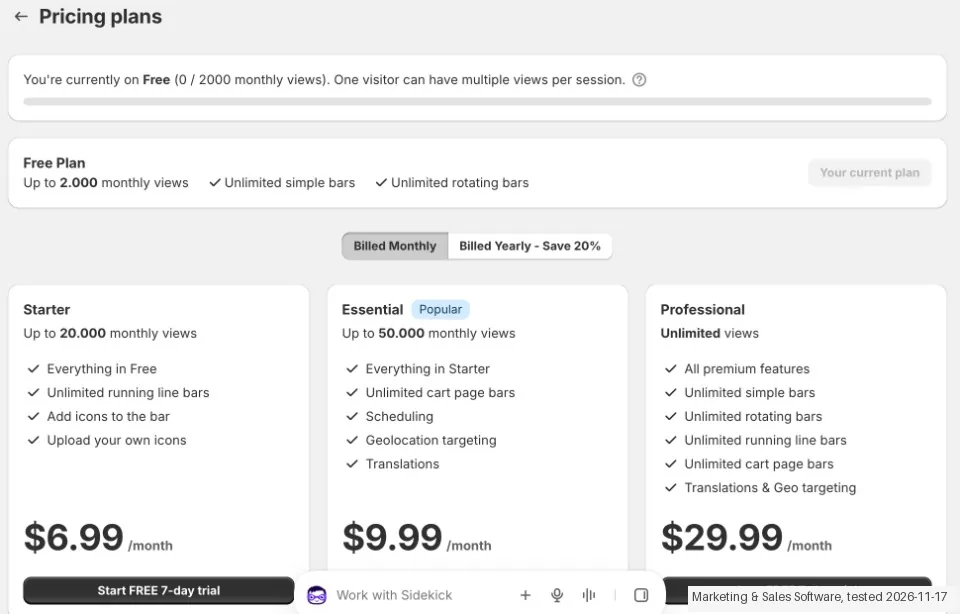 Pricing plans
You're currently on Free (0 / 2000 monthly views). One visitor can have multiple views per session.
Free Plan
Up to 2.000 monthly views Unlimited simple bars Unlimited rotating bars
Your current plan
Billed Monthly Billed Yearly - Save 20%
Starter
Up to 20.000 monthly views
Everything in Free
Unlimited running line bars
Add icons to the bar
Upload your own icons
$6.99 /month
Start FREE 7-day trial
Essential Popular
Up to 50.000 monthly views
Everything in Starter
Unlimited cart page bars
Scheduling
Geolocation targeting
Translations
$9.99 /month
Professional
Unlimited views
All premium features
Unlimited simple bars
Unlimited rotating bars
Unlimited running line bars
Unlimited cart page bars
Translations & Geo targeting
$29.99 /month
Work with Sidekick
Marketing & Sales Software, tested 2026-11-17